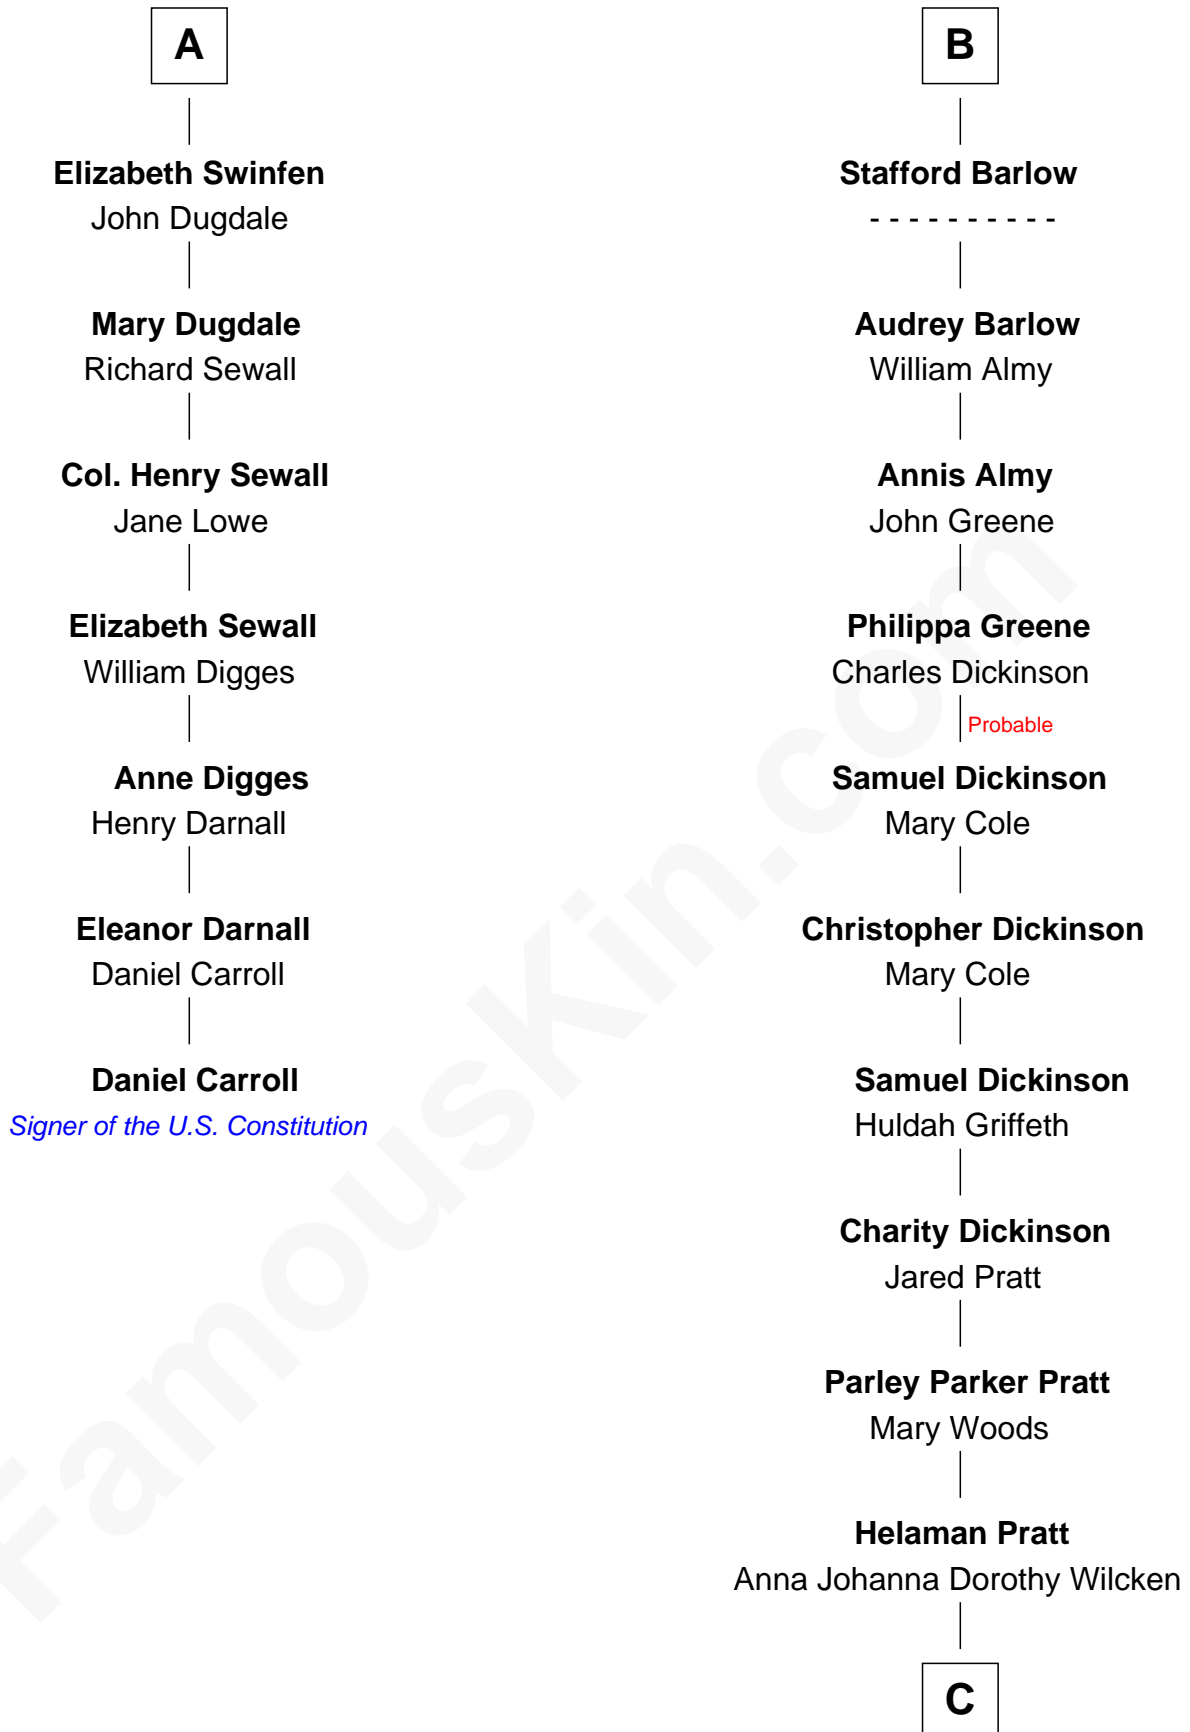 A
Elizabeth Swinfen
John Dugdale
Mary Dugdale
Richard Sewall
Col. Henry Sewall
Jane Lowe
Elizabeth Sewall
William Digges
Anne Digges
Henry Darnall
Eleanor Darnall
Daniel Carroll
Daniel Carroll
Signer of the U.S. Constitution
B
Stafford Barlow
- - - - - - - - - -
Audrey Barlow
William Almy
Annis Almy
John Greene
Philippa Greene
Charles Dickinson
Probable
Samuel Dickinson
Mary Cole
Christopher Dickinson
Mary Cole
Samuel Dickinson
Huldah Griffeth
Charity Dickinson
Jared Pratt
Parley Parker Pratt
Mary Woods
Helaman Pratt
Anna Johanna Dorothy Wilcken
C
FamousKin.com